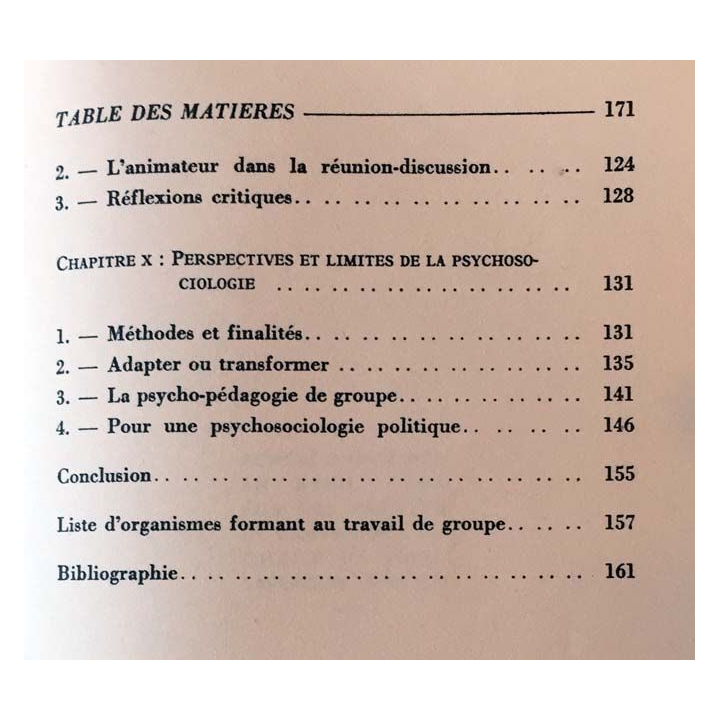 TABLE DES MATIERES 171
2. — L'animateur dans la réunion-discussion.. .. .. .. 124
3. — Réflexions critiques.. .. .. .. .. .. .. .. .. .. 128
CHAPITRE X : PERSPECTIVES ET LIMITES DE LA PSYCHOSO-
CIOLOGIE .. .. .. .. .. .. .. .. .. .. 131
1. — Méthodes et finalités.. .. .. .. .. .. .. .. .. .. 131
2. — Adapter ou transformer .. .. .. .. .. .. .. .. .. 135
3. — La psycho-pédagogie de groupe.. .. .. .. .. .. 141
4. — Pour une psychosociologie politique.. .. .. .. 146
Conclusion.. .. .. .. .. .. .. .. .. .. .. .. .. .. .. 155
Liste d'organismes formant au travail de groupe.. .. .. 157
Bibliographie.. .. .. .. .. .. .. .. .. .. .. .. .. .. 161